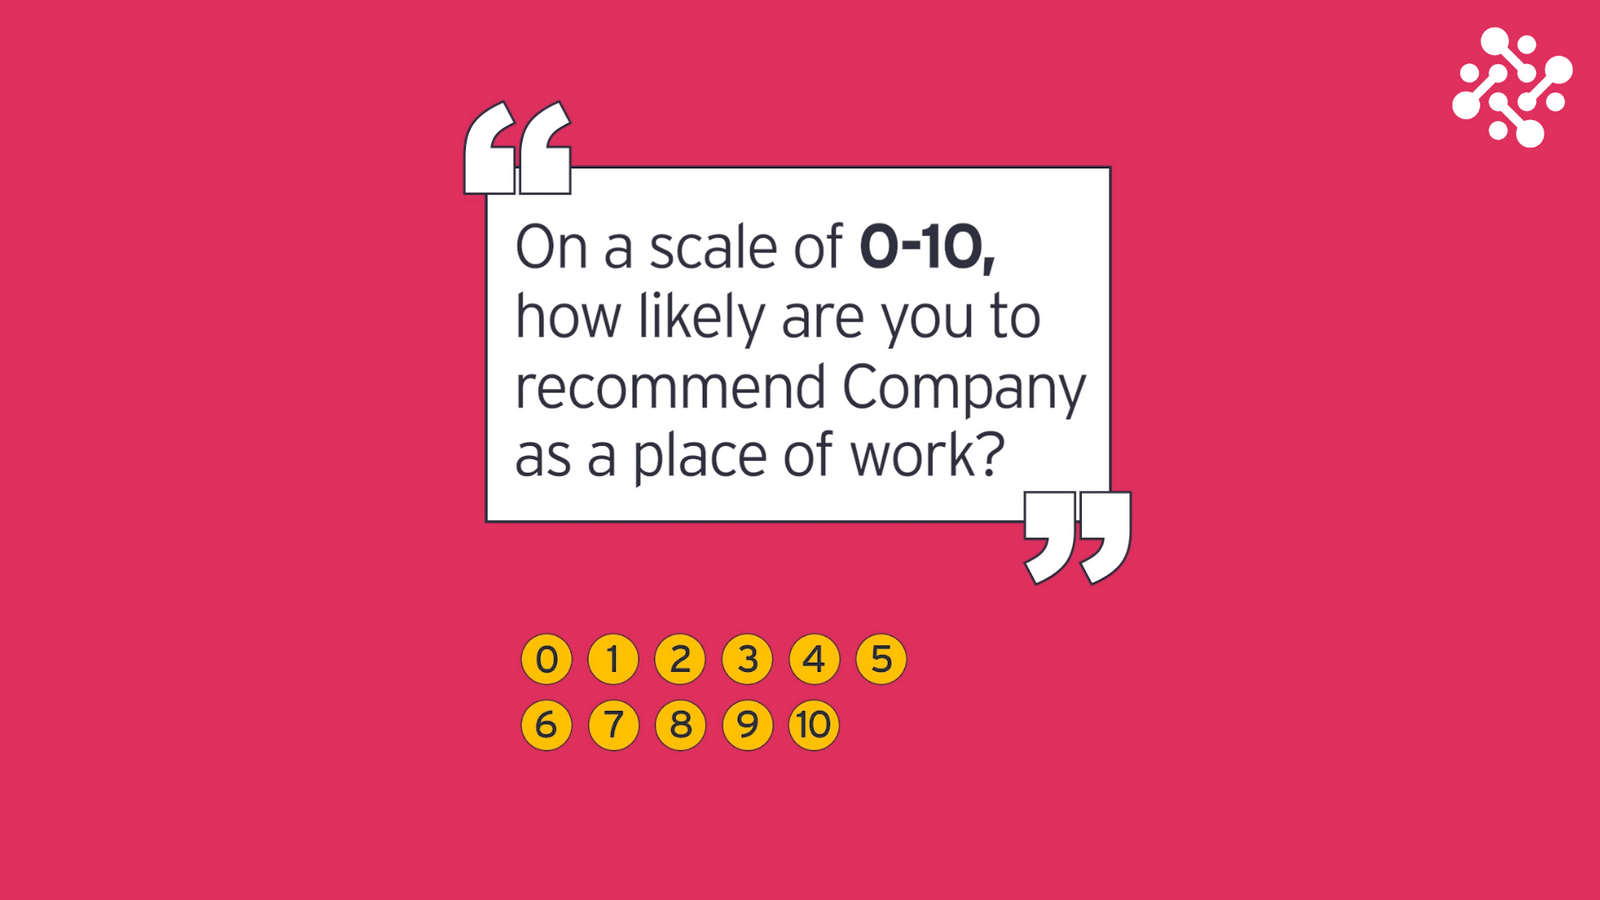 On a scale of 0-10,
how likely are you to
recommend Company
as a place of work?
0 1 2 3 4 5
6 7 8 9 10